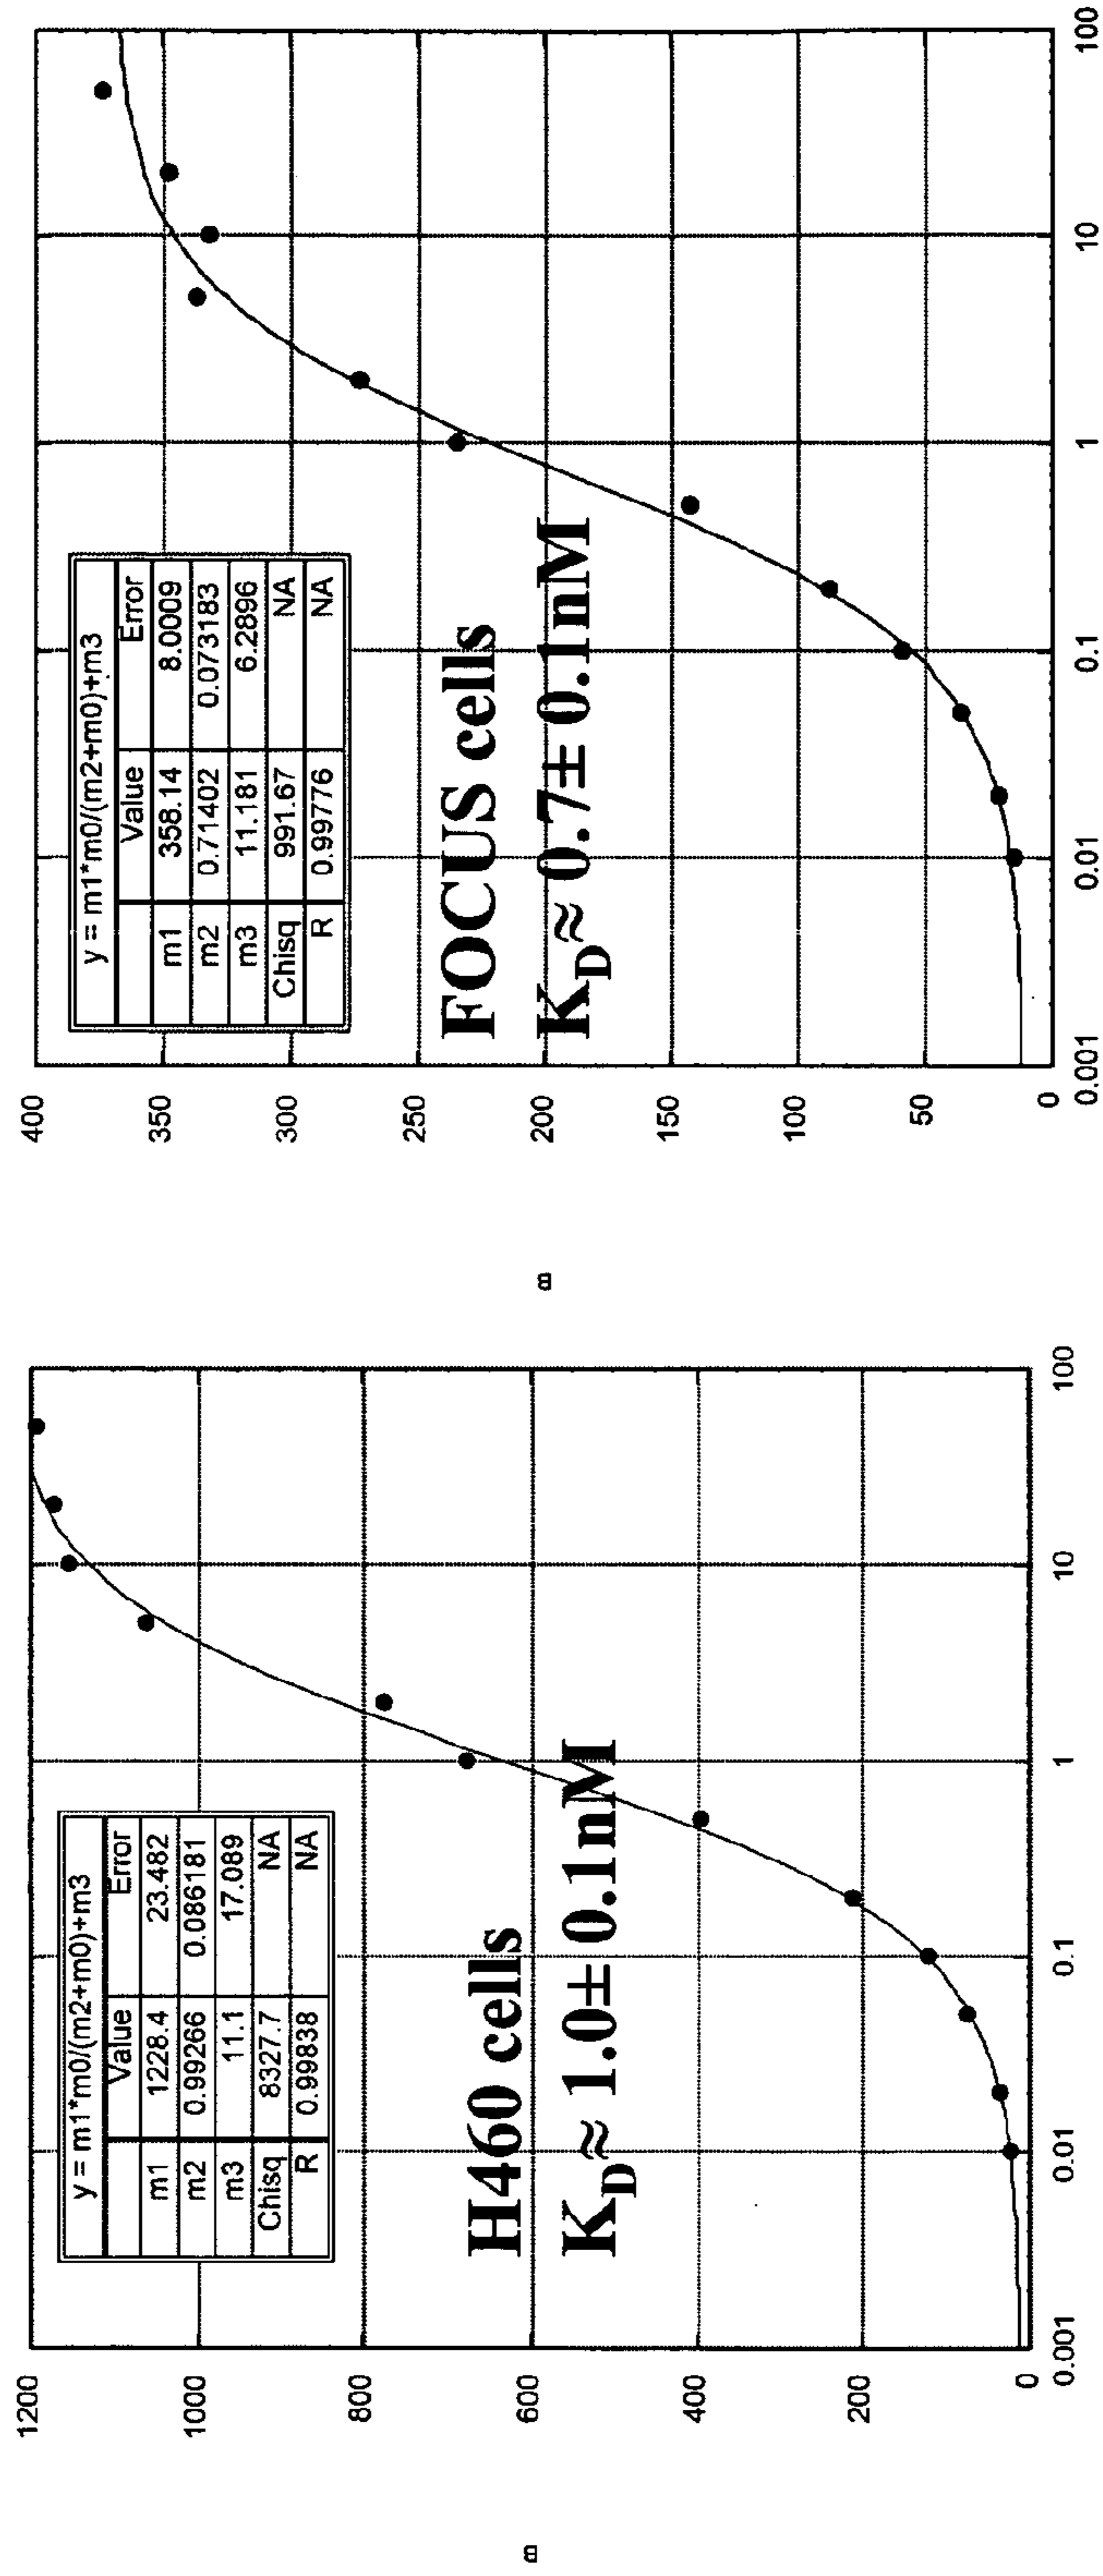 y = m1*m0/(m2+m0)+m3
Value Error
m1 1228.4 23.482
m2 0.99266 0.086181
m3 11.1 17.089
Chisq 8327.7 NA
R 0.99838 NA
H460 cells
K_D ≈ 1.0± 0.1nM
1200
1000
800
600
400
200
0
0.001 0.01 0.1 1 10 100
B
y = m1*m0/(m2+m0)+m3
Value Error
m1 358.14 8.0009
m2 0.71402 0.073183
m3 11.181 6.2896
Chisq 991.67 NA
R 0.99776 NA
FOCUS cells
K_D ≈ 0.7± 0.1nM
400
350
300
250
200
150
100
50
0
0.001 0.01 0.1 1 10 100
B